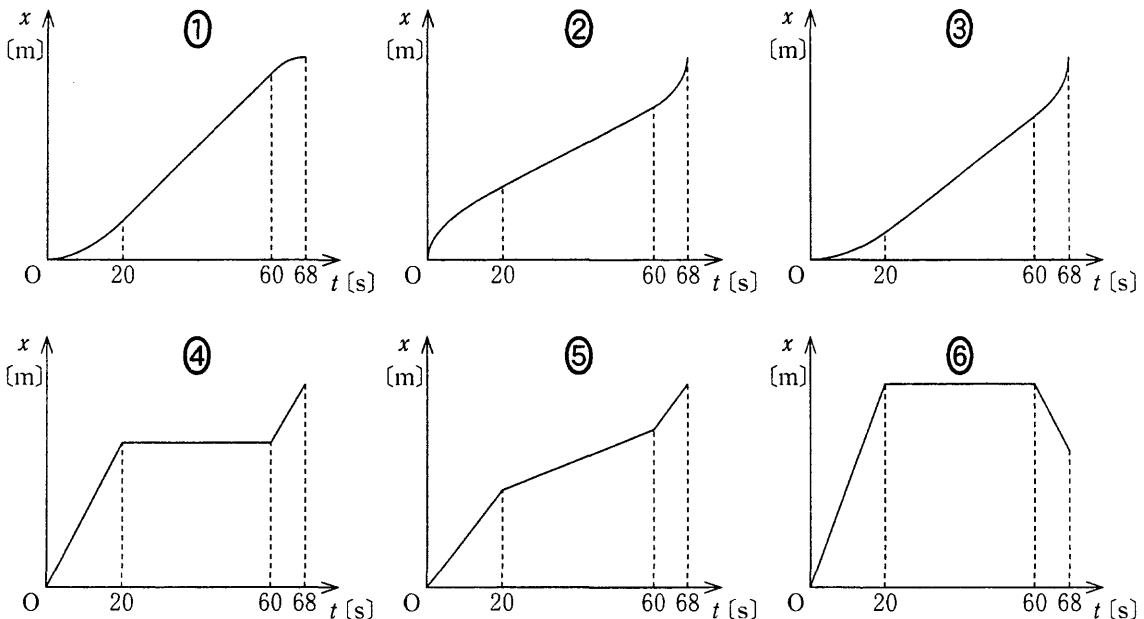 x ① x ② x ③
〔m〕 〔m〕 〔m〕
O 20 60 68 t〔s〕 O 20 60 68 t〔s〕 O 20 60 68 t〔s〕
x ④ x ⑤ x ⑥
〔m〕 〔m〕 〔m〕
O 20 60 68 t〔s〕 O 20 60 68 t〔s〕 O 20 60 68 t〔s〕